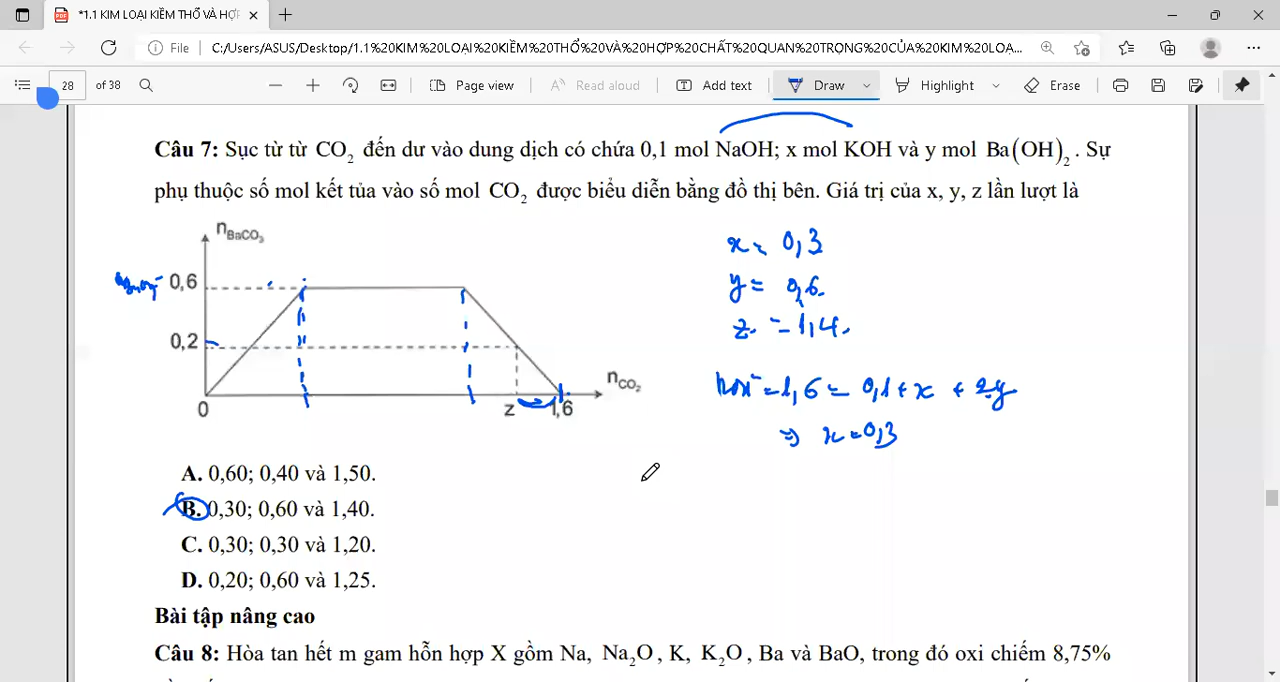 *1.1 KIM LOẠI KIỀM THỔ VÀ HỢP
File C:/Users/ASUS/Desktop/1.1%20KIM%20LOẠI%20KIỀM%20THỔ%20VÀ%20HỢP%20CHẤT%20QUAN%20TRỌNG%20CỦA%20KIM%20LOẠ...
28 of 38 Page view Read aloud Add text Draw Highlight Erase
Câu 7: Sục từ từ CO₂ đến dư vào dung dịch có chứa 0,1 mol NaOH; x mol KOH và y mol Ba(OH)₂. Sự
phụ thuộc số mol kết tủa vào số mol CO₂ được biểu diễn bằng đồ thị bên. Giá trị của x, y, z lần lượt là
nBaCO₃
0,6
0,2
0 z 1,6
nCO₂
x = 0,3
y = 0,6.
z = 1,4.
nOH⁻ = 1,6 = 0,1 + x + 2y
⇒ x = 0,3
A. 0,60; 0,40 và 1,50.
B. 0,30; 0,60 và 1,40.
C. 0,30; 0,30 và 1,20.
D. 0,20; 0,60 và 1,25.
Bài tập nâng cao
Câu 8: Hòa tan hết m gam hỗn hợp X gồm Na, Na₂O, K, K₂O, Ba và BaO, trong đó oxi chiếm 8,75%